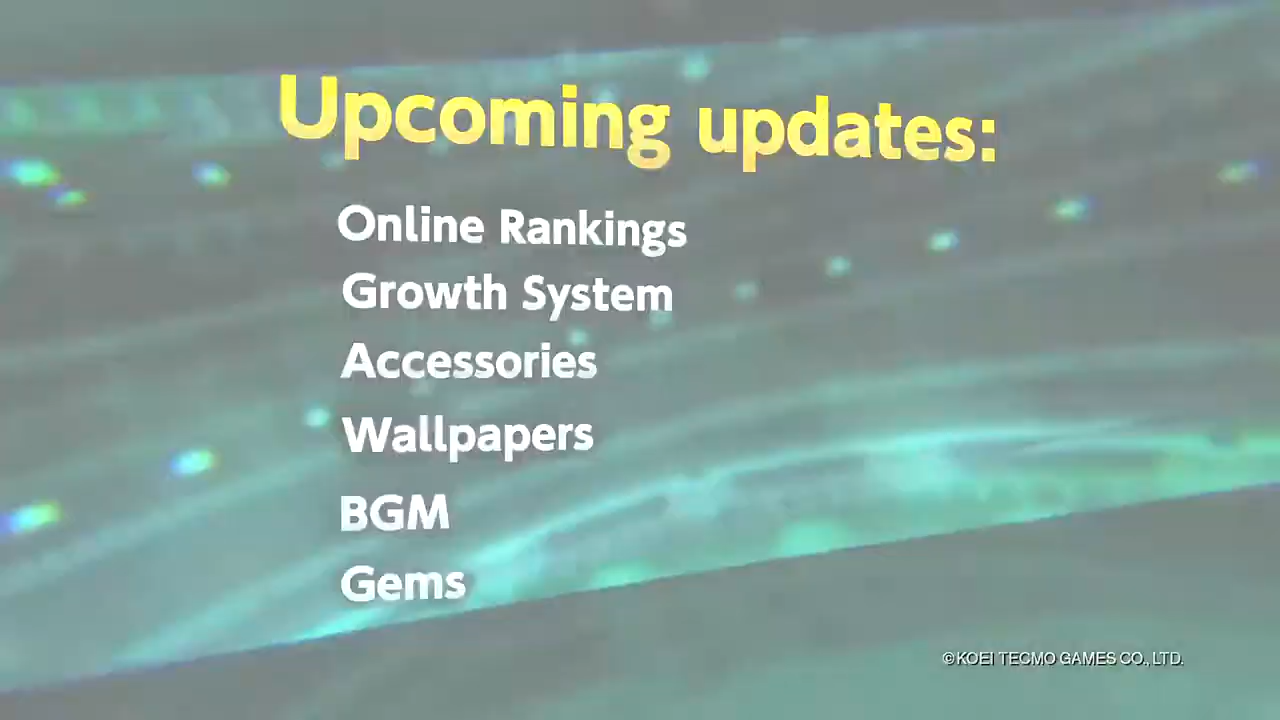 Upcoming updates:
Online Rankings
Growth System
Accessories
Wallpapers
BGM
Gems
©KOEI TECMO GAMES CO., LTD.